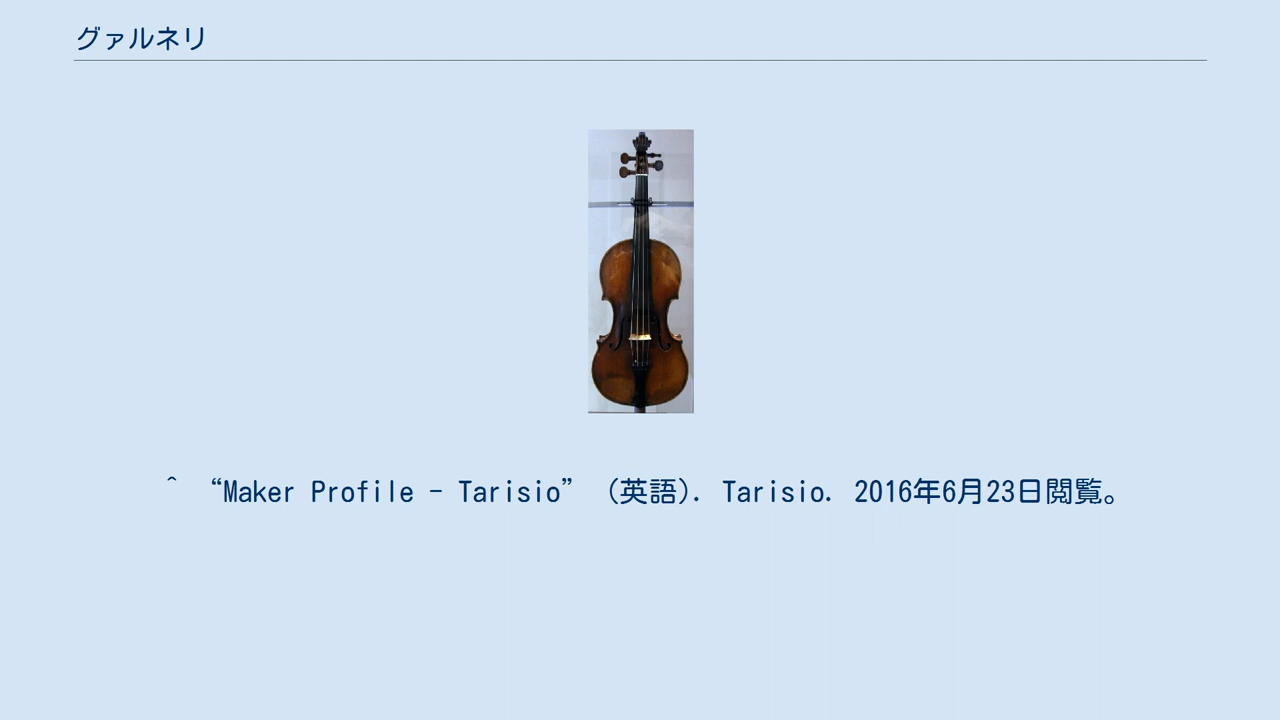 グァルネリ
^ “Maker Profile - Tarisio” (英語). Tarisio. 2016年6月23日閲覧。